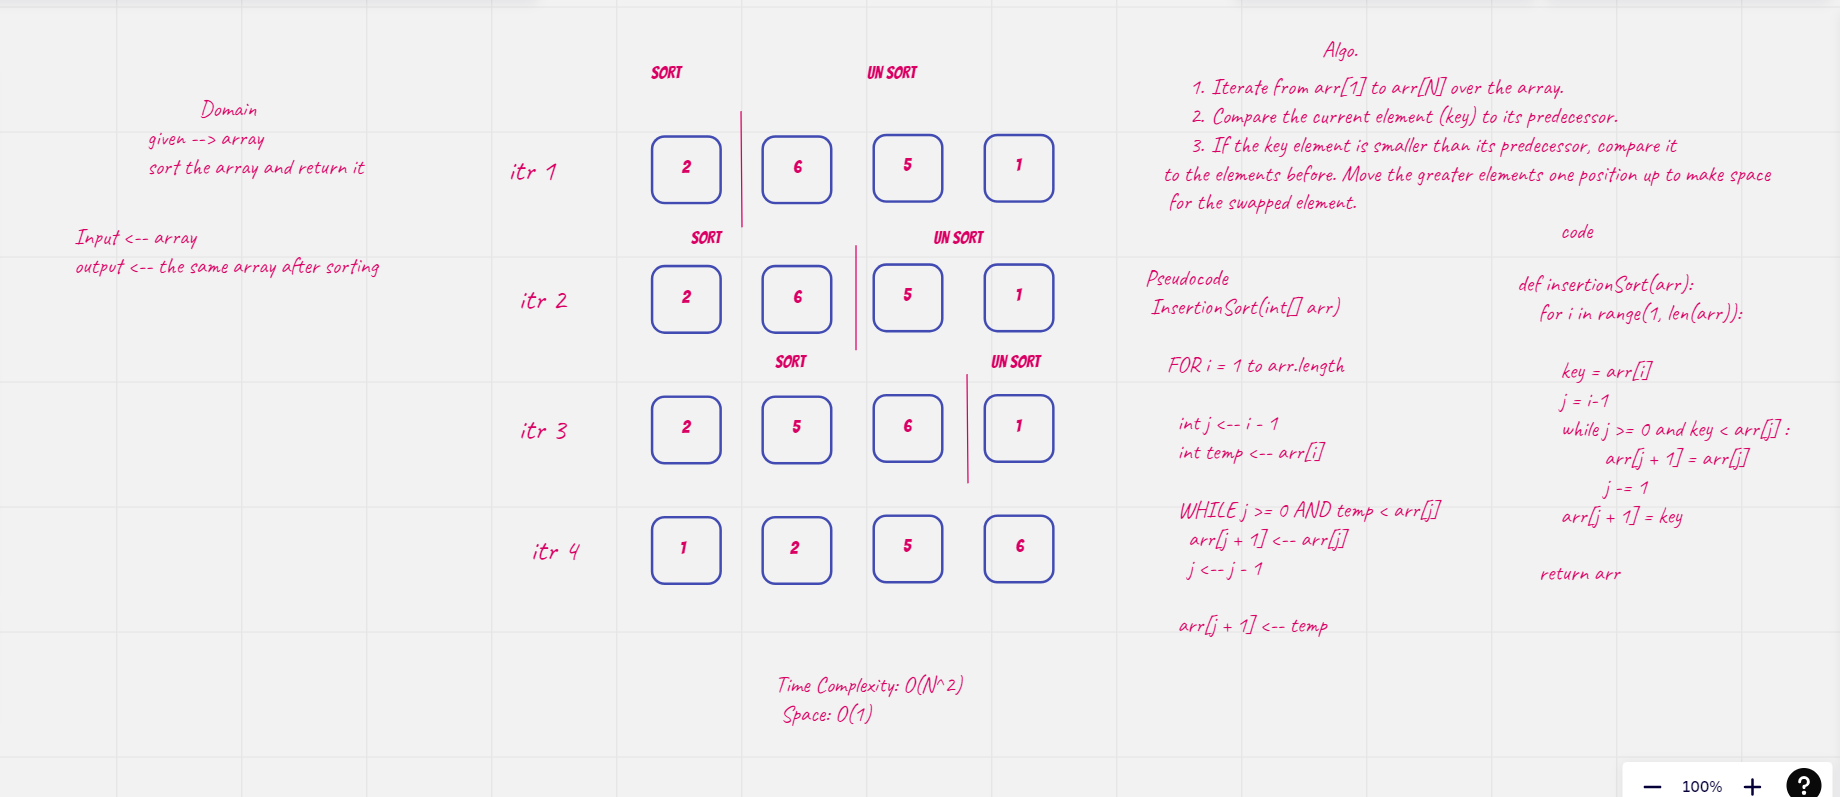 Domain
given --> array
sort the array and return it
Input <-- array
output <-- the same array after sorting
SORT UN SORT
itr 1 2 6 5 1
SORT UN SORT
itr 2 2 6 5 1
SORT UN SORT
itr 3 2 5 6 1
itr 4 1 2 5 6
Time Complexity: O(N^2)
Space: O(1)
Algo.
1. Iterate from arr[1] to arr[N] over the array.
2. Compare the current element (key) to its predecessor.
3. If the key element is smaller than its predecessor, compare it
to the elements before. Move the greater elements one position up to make space
for the swapped element.
Pseudocode
InsertionSort(int[] arr)
FOR i = 1 to arr.length
int j <-- i - 1
int temp <-- arr[i]
WHILE j >= 0 AND temp < arr[j]
arr[j + 1] <-- arr[j]
j <-- j - 1
arr[j + 1] <-- temp
code
def insertionSort(arr):
for i in range(1, len(arr)):
key = arr[i]
j = i-1
while j >= 0 and key < arr[j] :
arr[j + 1] = arr[j]
j -= 1
arr[j + 1] = key
return arr
− 100% + ?